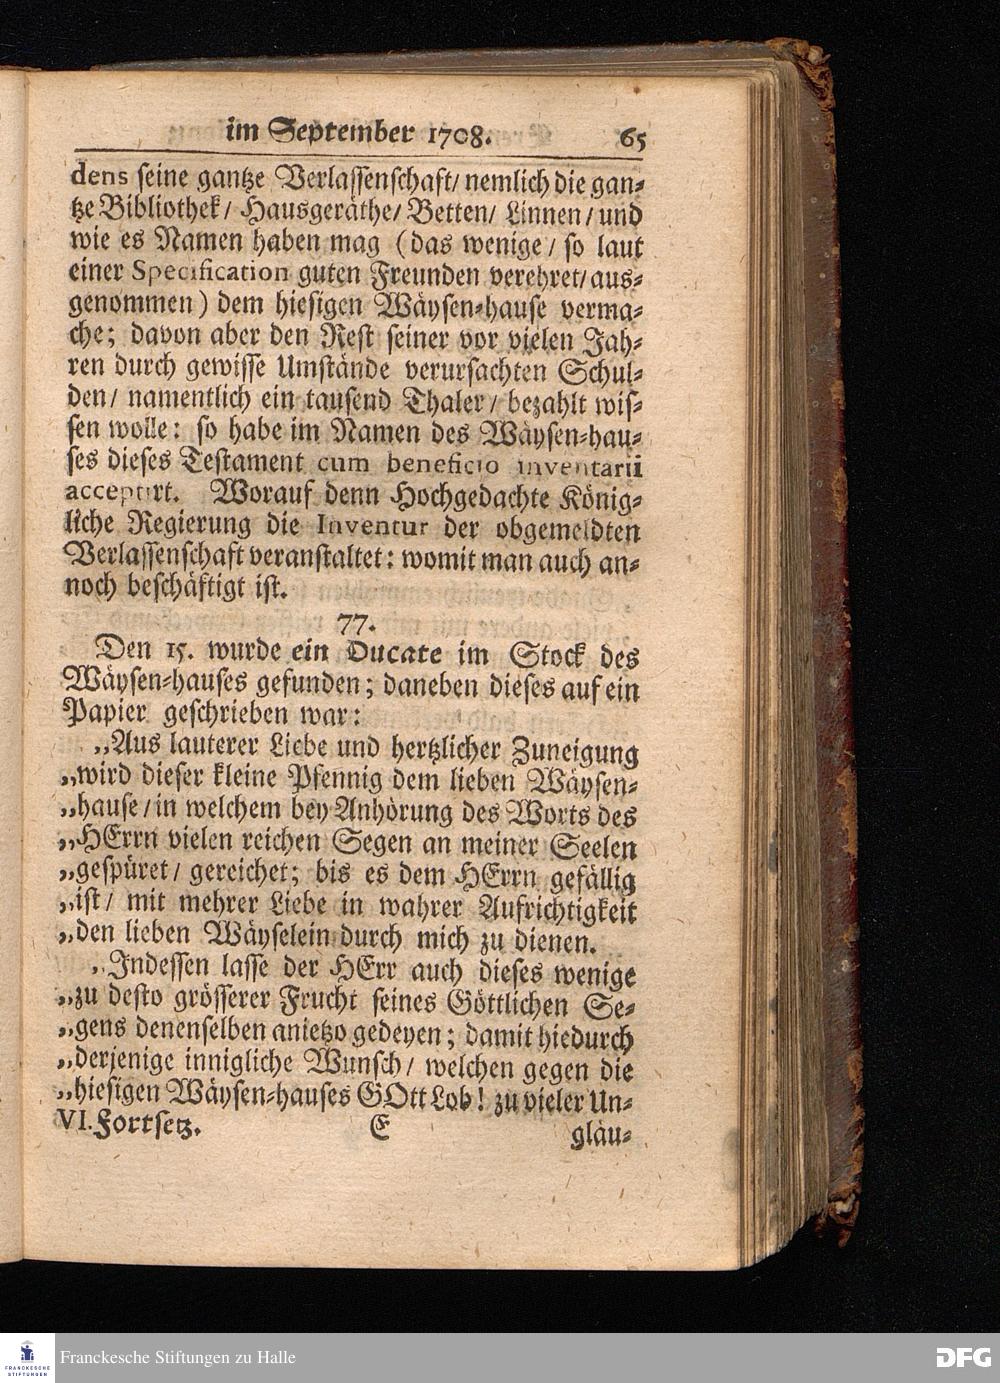 im September 1708. 65
dens seine gantze Verlassenschaft/ nemlich die gan-
tze Bibliothek/ Hausgeräthe/ Betten/ Linnen/ und
wie es Namen haben mag (das wenige/ so laut
einer Specification guten Freunden verehret/ aus-
genommen) dem hiesigen Wäysen-hause verma-
che; davon aber den Rest seiner vor vielen Jah-
ren durch gewisse Umstände verursachten Schul-
den/ namentlich ein tausend Thaler/ bezahlt wis-
sen wolle: so habe im Namen des Wäysen-hau-
ses dieses Testament cum beneficio inventarii
acceptirt. Worauf denn Hochgedachte König-
liche Regierung die Inventur der obgemeldten
Verlassenschaft veranstaltet: womit man auch an-
noch beschäftigt ist.
77.
Den 15. wurde ein Ducate im Stock des
Wäysen-hauses gefunden; daneben dieses auf ein
Papier geschrieben war:
„Aus lauterer Liebe und hertzlicher Zuneigung
„wird dieser kleine Pfennig dem lieben Wäysen-
„hause/ in welchem bey Anhörung des Worts des
„HErrn vielen reichen Segen an meiner Seelen
„gespüret/ gereichet; bis es dem HErrn gefällig
„ist/ mit mehrer Liebe in wahrer Aufrichtigkeit
„den lieben Wäyselein durch mich zu dienen.
„Indessen lasse der HErr auch dieses wenige
„zu desto grösserer Frucht seines Göttlichen Se-
„gens denenselben anietzo gedeyen; damit hiedurch
„derjenige innigliche Wunsch/ welchen gegen die
„hiesigen Wäysen-hauses GOtt Lob! zu vieler Un-
VI. Fortsetz. E gläu-
FRANCKESCHE STIFTUNGEN
Franckesche Stiftungen zu Halle
DFG